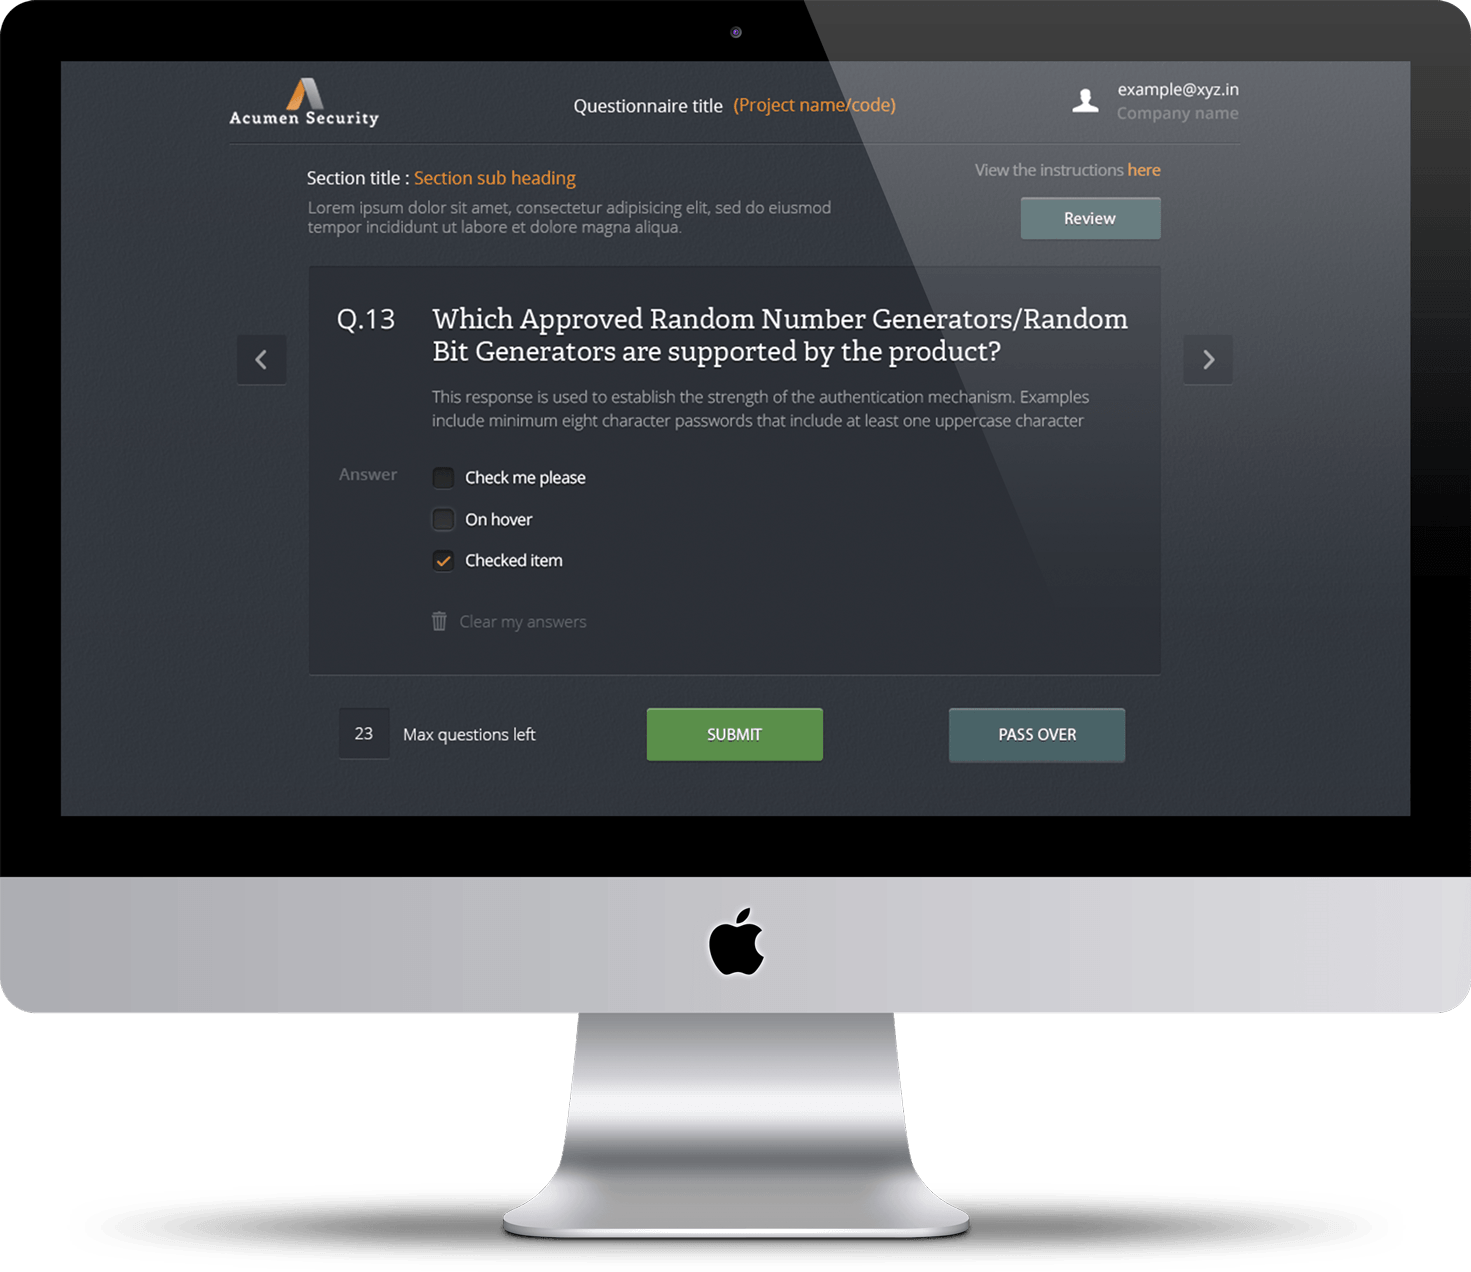 Acumen Security
Questionnaire title (Project name/code)
example@xyz.in
Company name
Section title : Section sub heading
Lorem ipsum dolor sit amet, consectetur adipisicing elit, sed do eiusmod
tempor incididunt ut labore et dolore magna aliqua.
View the instructions here
Review
Q.13
Which Approved Random Number Generators/Random
Bit Generators are supported by the product?
This response is used to establish the strength of the authentication mechanism. Examples
include minimum eight character passwords that include at least one uppercase character
Answer
Check me please
On hover
Checked item
Clear my answers
23 Max questions left
SUBMIT
PASS OVER